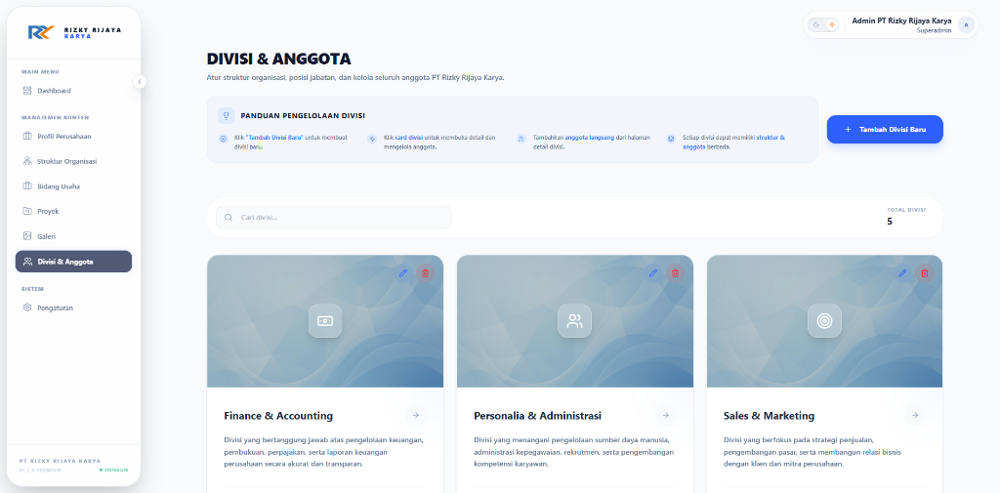 RIZKY RIJAYA
KARYA
MAIN MENU
Dashboard
MANAJEMEN KONTEN
Profil Perusahaan
Struktur Organisasi
Bidang Usaha
Proyek
Galeri
Divisi & Anggota
SISTEM
Pengaturan
PT RIZKY RIJAYA KARYA
V1.2.0 PREMIUM
SYSTEM LIVE
Admin PT Rizky Rijaya Karya
Superadmin
A
DIVISI & ANGGOTA
Atur struktur organisasi, posisi jabatan, dan kelola seluruh anggota PT Rizky Rijaya Karya.
PANDUAN PENGELOLAAN DIVISI
Klik "Tambah Divisi Baru" untuk membuat
divisi baru.
Klik card divisi untuk membuka detail dan
mengelola anggota.
Tambahkan anggota langsung dari halaman
detail divisi.
Setiap divisi dapat memiliki struktur &
anggota berbeda.
+ Tambah Divisi Baru
Cari divisi...
TOTAL DIVISI
5
Finance & Accounting
Divisi yang bertanggung jawab atas pengelolaan keuangan,
pembukuan, perpajakan, serta laporan keuangan
perusahaan secara akurat dan transparan.
Personalia & Administrasi
Divisi yang menangani pengelolaan sumber daya manusia,
administrasi kepegawaian, rekrutmen, serta pengembangan
kompetensi karyawan.
Sales & Marketing
Divisi yang berfokus pada strategi penjualan,
pengembangan pasar, serta membangun relasi bisnis
dengan klien dan mitra perusahaan.